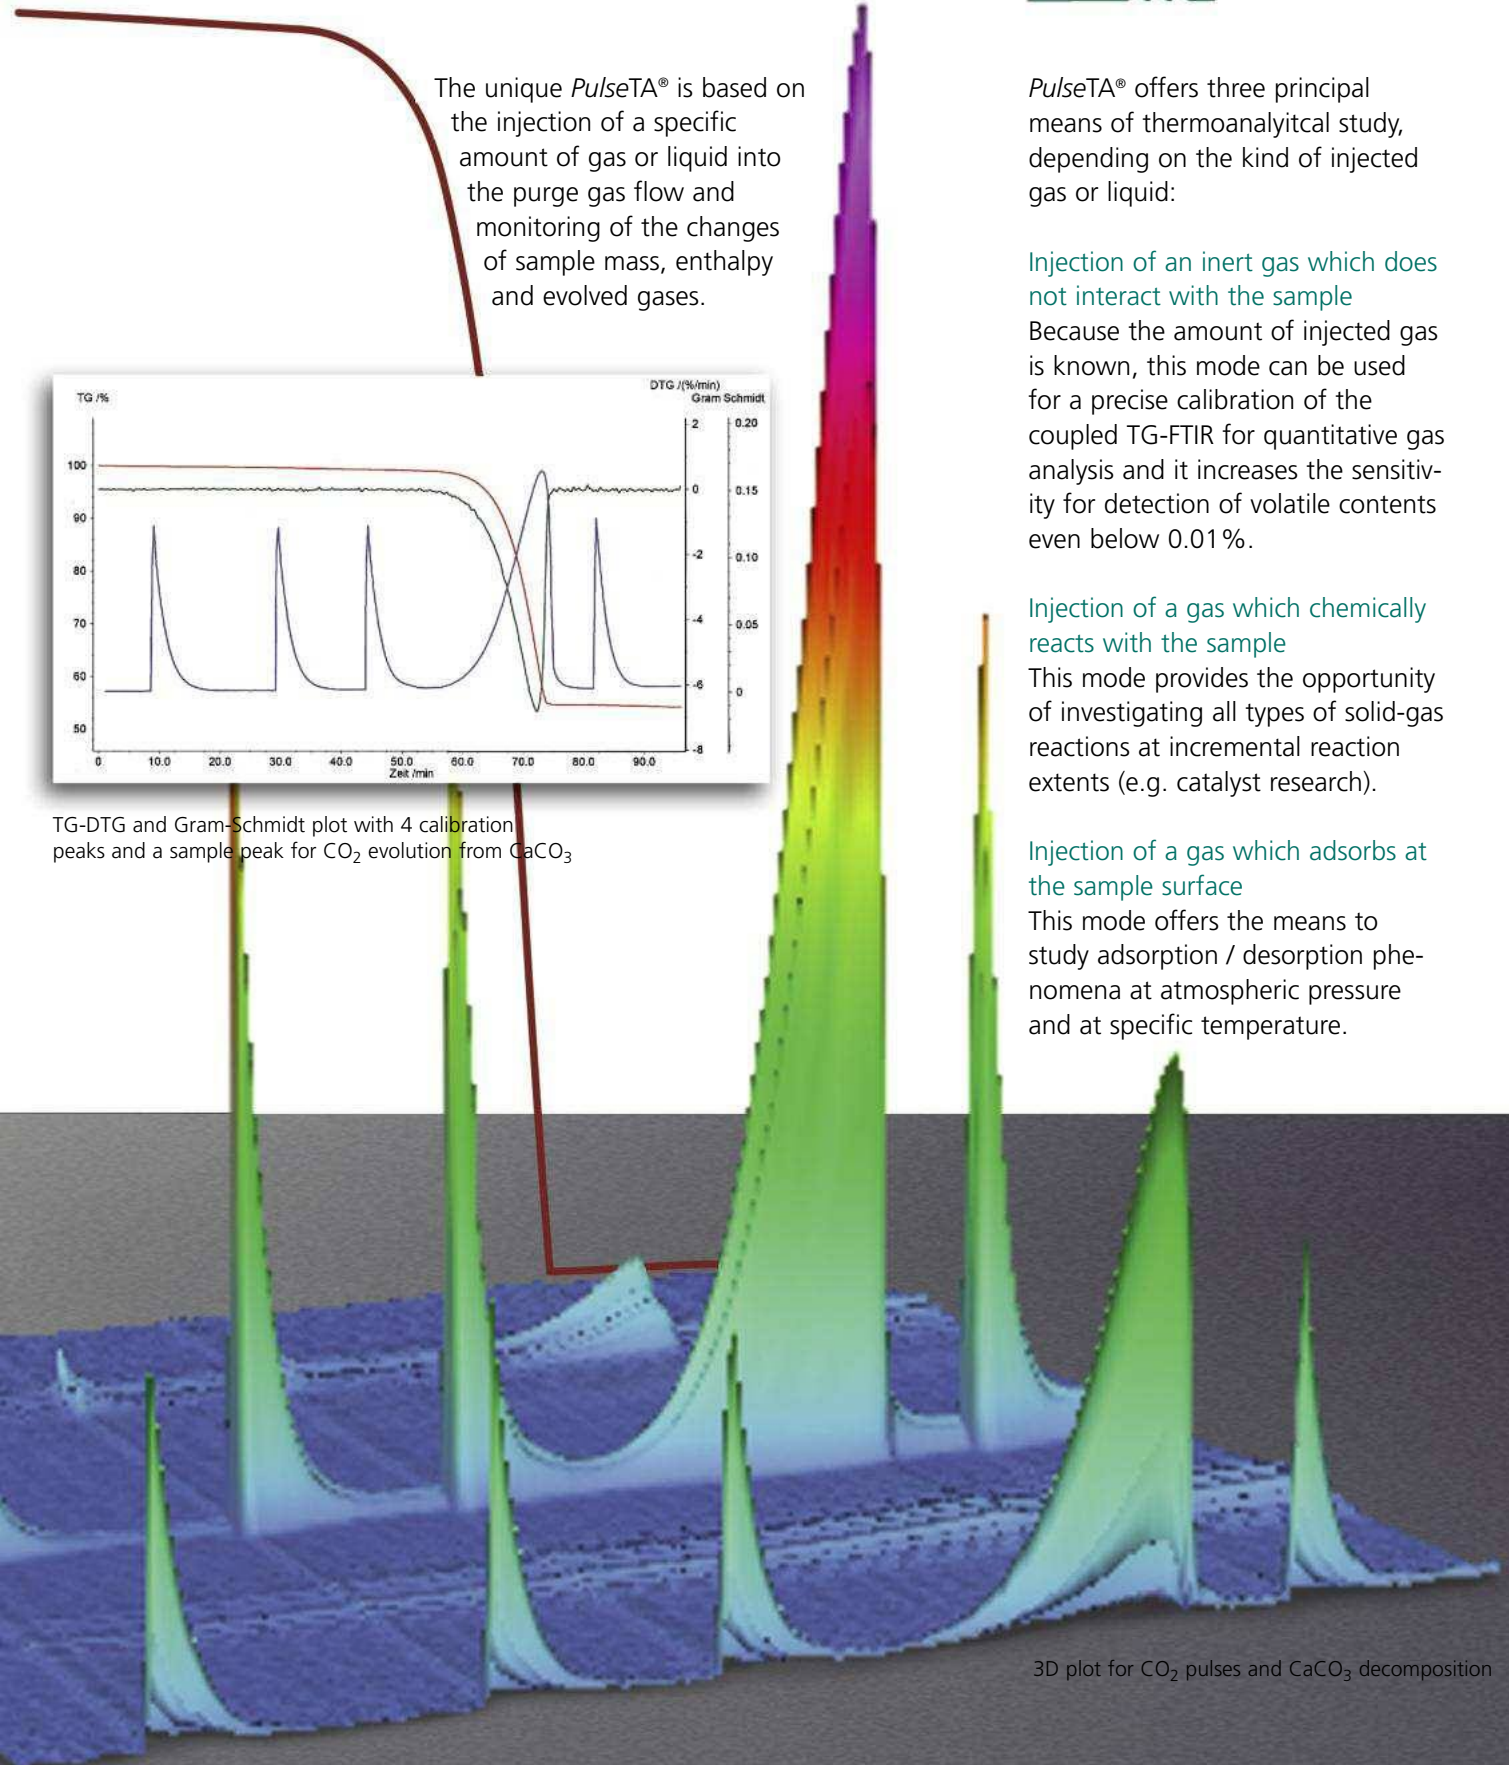 The unique PulseTA® is based on
the injection of a specific
amount of gas or liquid into
the purge gas flow and
monitoring of the changes
of sample mass, enthalpy
and evolved gases.
TG /%
DTG /(%/min)
Gram Schmidt
100
90
80
70
60
50
2
0
-2
-4
-6
-8
0.20
0.15
0.10
0.05
0
0 10.0 20.0 30.0 40.0 50.0 60.0 70.0 80.0 90.0
Zeit /min
TG-DTG and Gram-Schmidt plot with 4 calibration
peaks and a sample peak for CO₂ evolution from CaCO₃
PulseTA® offers three principal
means of thermoanalyitcal study,
depending on the kind of injected
gas or liquid:
Injection of an inert gas which does
not interact with the sample
Because the amount of injected gas
is known, this mode can be used
for a precise calibration of the
coupled TG-FTIR for quantitative gas
analysis and it increases the sensitiv-
ity for detection of volatile contents
even below 0.01%.
Injection of a gas which chemically
reacts with the sample
This mode provides the opportunity
of investigating all types of solid-gas
reactions at incremental reaction
extents (e.g. catalyst research).
Injection of a gas which adsorbs at
the sample surface
This mode offers the means to
study adsorption / desorption phe-
nomena at atmospheric pressure
and at specific temperature.
3D plot for CO₂ pulses and CaCO₃ decomposition